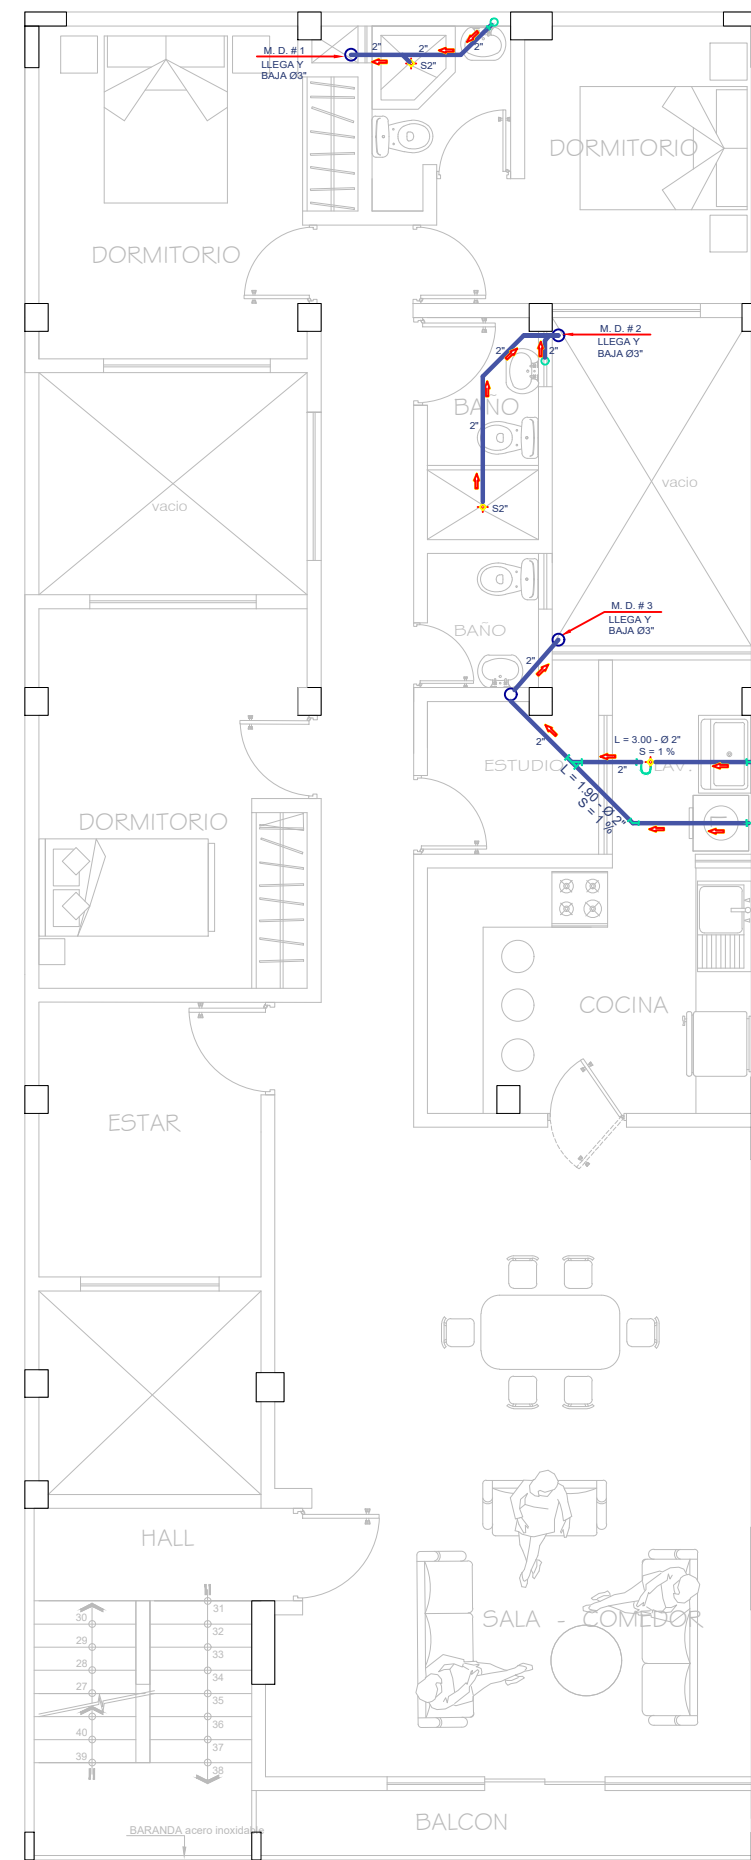 M. D. # 1
LLEGA Y
BAJA Ø3"
2"
2"
2"
S2"
DORMITORIO
DORMITORIO
M. D. # 2
LLEGA Y
BAJA Ø3"
2"
2"
BAÑO
2"
S2"
vacio
vacio
M. D. # 3
LLEGA Y
BAJA Ø3"
BAÑO
2"
2"
L = 3.00 - Ø 2"
S = 1 %
2"
ESTUDIO
LAV.
L = 1.90 - Ø 2"
S = 1 %
DORMITORIO
COCINA
ESTAR
HALL
SALA - COMEDOR
30
29
28
27
40
39
31
32
33
34
35
36
37
38
BALCON
BARANDA acero inoxidable